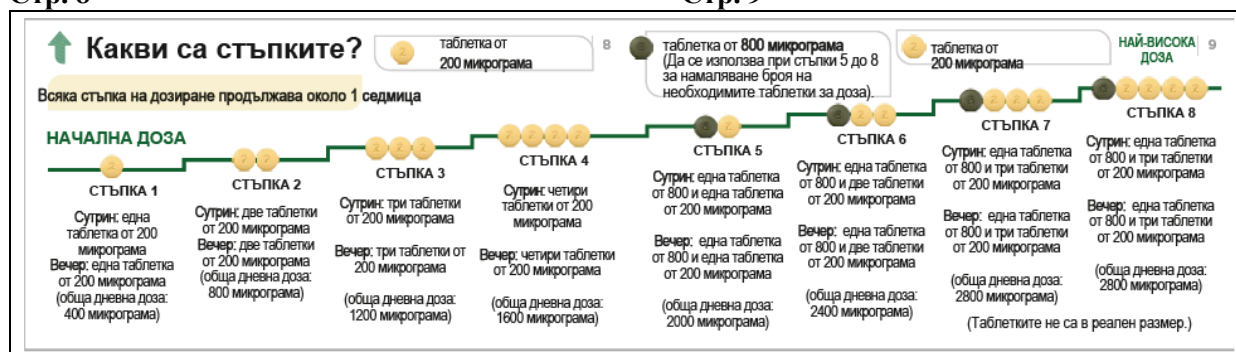 Стр. 8
Стр. 9
Какви са стъпките?
таблетка от
200 микрограма
8
таблетка от 800 микрограма
(Да се използва при стъпки 5 до 8
за намаляване броя на
необходимите таблетки за доза).
таблетка от
200 микрограма
НАЙ-ВИСОКА
ДОЗА
9
Всяка стъпка на дозиране продължава около 1 седмица
НАЧАЛНА ДОЗА
СТЪПКА 1
Сутрин: една
таблетка от 200
микрограма
Вечер: една таблетка
от 200 микрограма
(обща дневна доза:
400 микрограма)
СТЪПКА 2
Сутрин: две таблетки
от 200 микрограма
Вечер: две таблетки
от 200 микрограма
(обща дневна доза:
800 микрограма)
СТЪПКА 3
Сутрин: три таблетки
от 200 микрограма
Вечер: три таблетки от
200 микрограма
(обща дневна доза:
1200 микрограма)
СТЪПКА 4
Сутрин: четири
таблетки от 200
микрограма
Вечер: четири таблетки
от 200 микрограма
(обща дневна доза:
1600 микрограма)
СТЪПКА 5
Сутрин: една таблетка
от 800 и една таблетка
от 200 микрограма
Вечер: една таблетка
от 800 и една таблетка
от 200 микрограма
(обща дневна доза:
2000 микрограма)
СТЪПКА 6
Сутрин: една таблетка
от 800 и две таблетки
от 200 микрограма
Вечер: една таблетка
от 800 и две таблетки
от 200 микрограма
(обща дневна доза:
2400 микрограма)
СТЪПКА 7
Сутрин: една таблетка
от 800 и три таблетки
от 200 микрограма
Вечер: една таблетка
от 800 и три таблетки
от 200 микрограма
(обща дневна доза:
2800 микрограма)
СТЪПКА 8
Сутрин: една таблетка
от 800 и три таблетки
от 200 микрограма
Вечер: една таблетка
от 800 и три таблетки
от 200 микрограма
(обща дневна доза:
2800 микрограма)
(Таблетките не са в реален размер.)